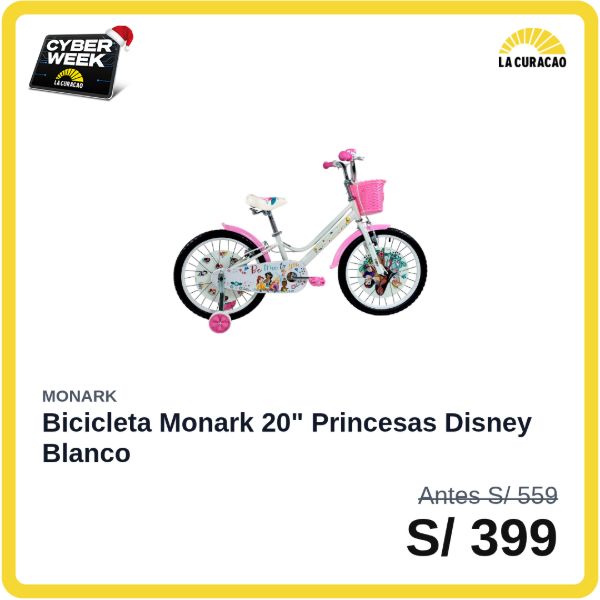 CYBER
WEEK
LA CURACAO
LA CURACAO
MONARK
Bicicleta Monark 20" Princesas Disney
Blanco
Antes S/ 559
S/ 399